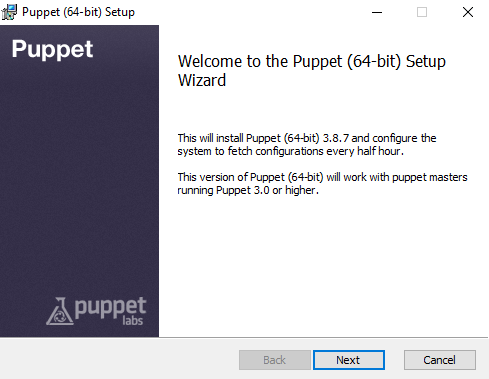 Puppet (64-bit) Setup
Puppet
Welcome to the Puppet (64-bit) Setup
Wizard
This will install Puppet (64-bit) 3.8.7 and configure the
system to fetch configurations every half hour.
This version of Puppet (64-bit) will work with puppet masters
running Puppet 3.0 or higher.
puppet
labs
Back
Next
Cancel